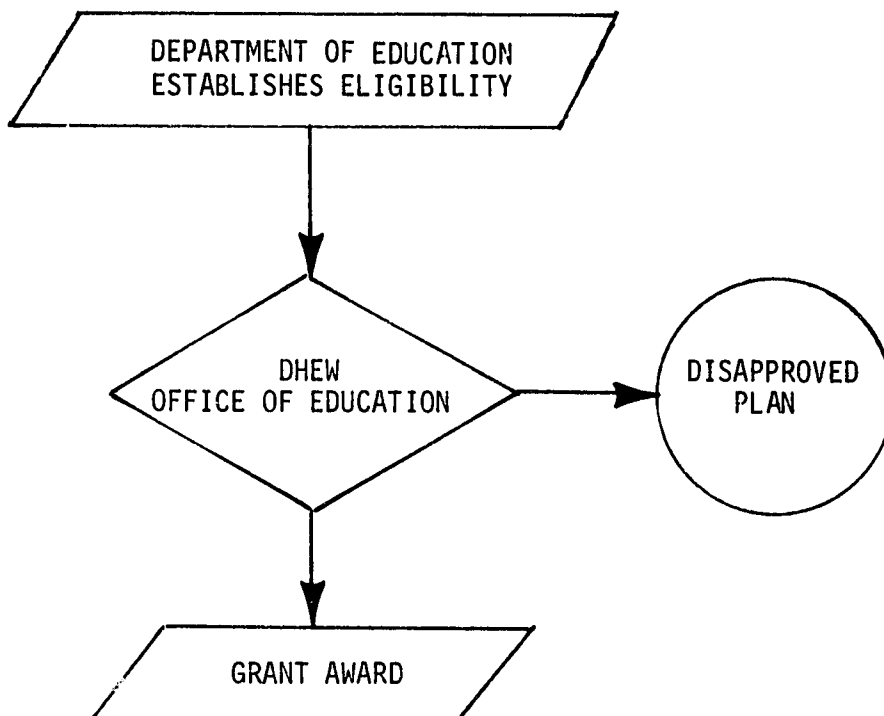 DEPARTMENT OF EDUCATION
ESTABLISHES ELIGIBILITY
DHEW
OFFICE OF EDUCATION
DISAPPROVED
PLAN
GRANT AWARD